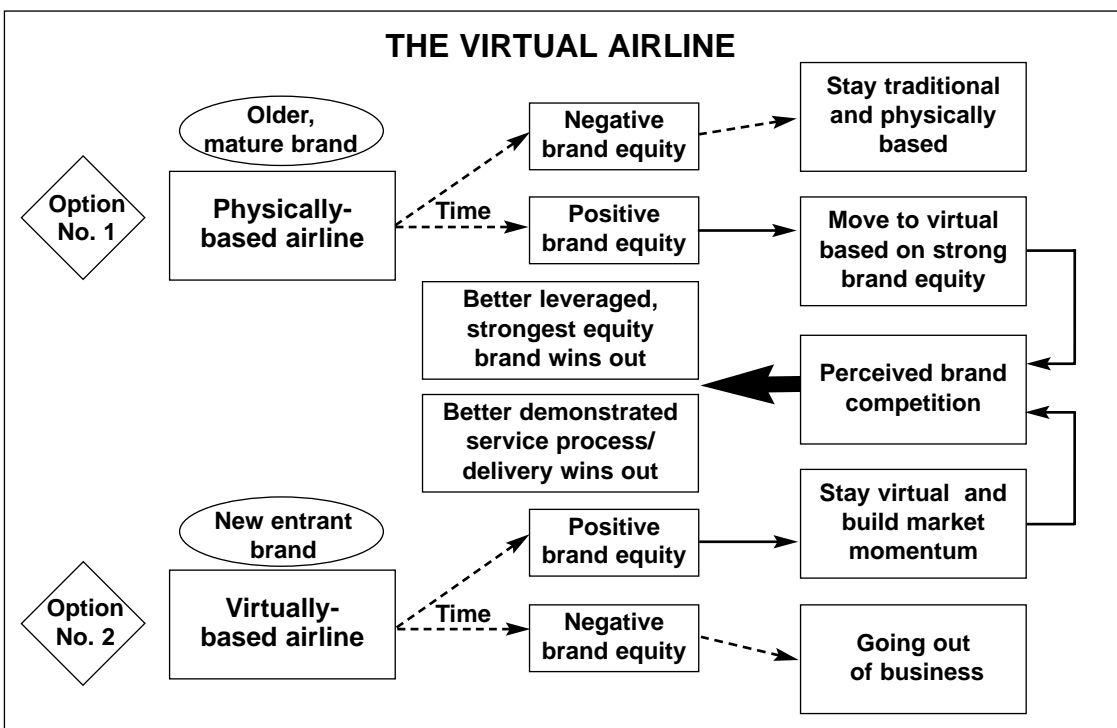 THE VIRTUAL AIRLINE
Older,
mature brand
Option
No. 1
Physically-
based airline
Time
Negative
brand equity
Stay traditional
and physically
based
Positive
brand equity
Move to virtual
based on strong
brand equity
Better leveraged,
strongest equity
brand wins out
Perceived brand
competition
Better demonstrated
service process/
delivery wins out
New entrant
brand
Option
No. 2
Virtually-
based airline
Time
Positive
brand equity
Stay virtual and
build market
momentum
Negative
brand equity
Going out
of business